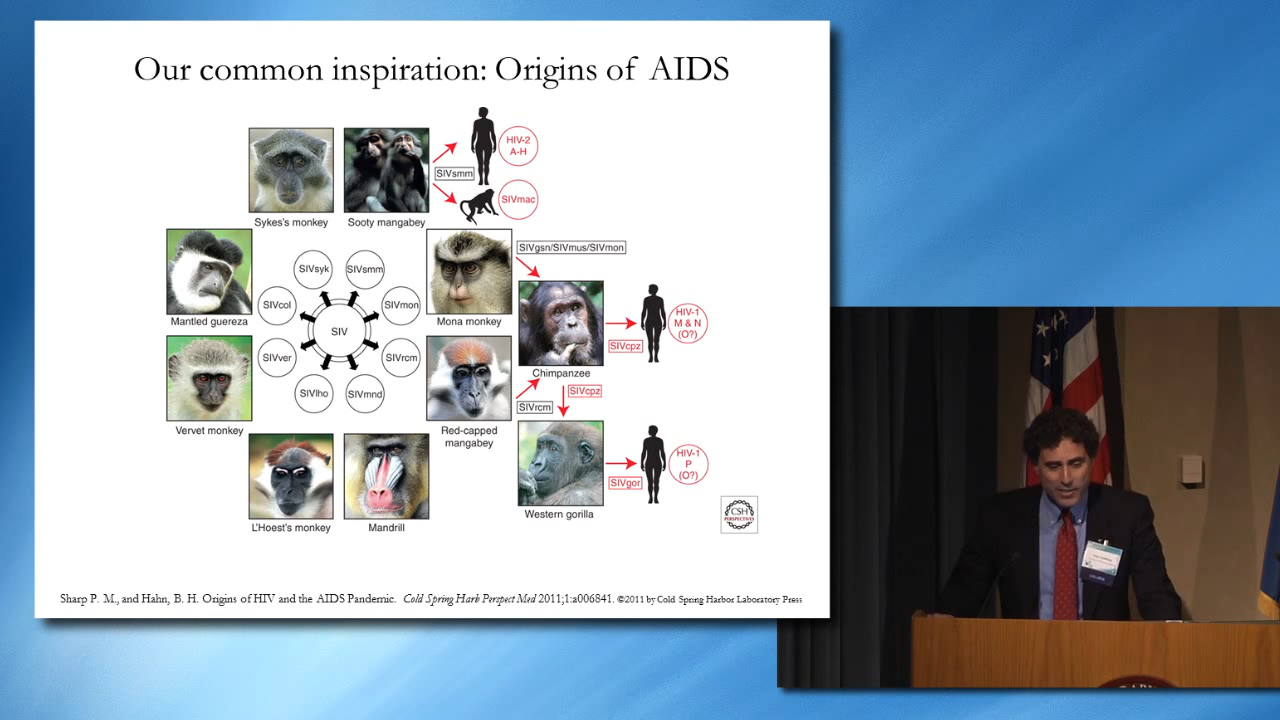 Our common inspiration: Origins of AIDS
HIV-2
A-H
SIVsmm
SIVmac
Sykes's monkey
Sooty mangabey
SIVgsn/SIVmus/SIVmon
SIVsyk
SIVsmm
SIVcol
SIVmon
SIV
SIVver
SIVrcm
SIVlho
SIVmnd
Mantled guereza
Mona monkey
HIV-1
M & N
(O?)
SIVcpz
Chimpanzee
SIVcpz
SIVrcm
Vervet monkey
Red-capped
mangabey
HIV-1
P
(O?)
SIVgor
Western gorilla
L'Hoest's monkey
Mandrill
CSH
PERSPECTIVES
Sharp P. M., and Hahn, B. H. Origins of HIV and the AIDS Pandemic. Cold Spring Harb Perspect Med 2011;1:a006841. ©2011 by Cold Spring Harbor Laboratory Press